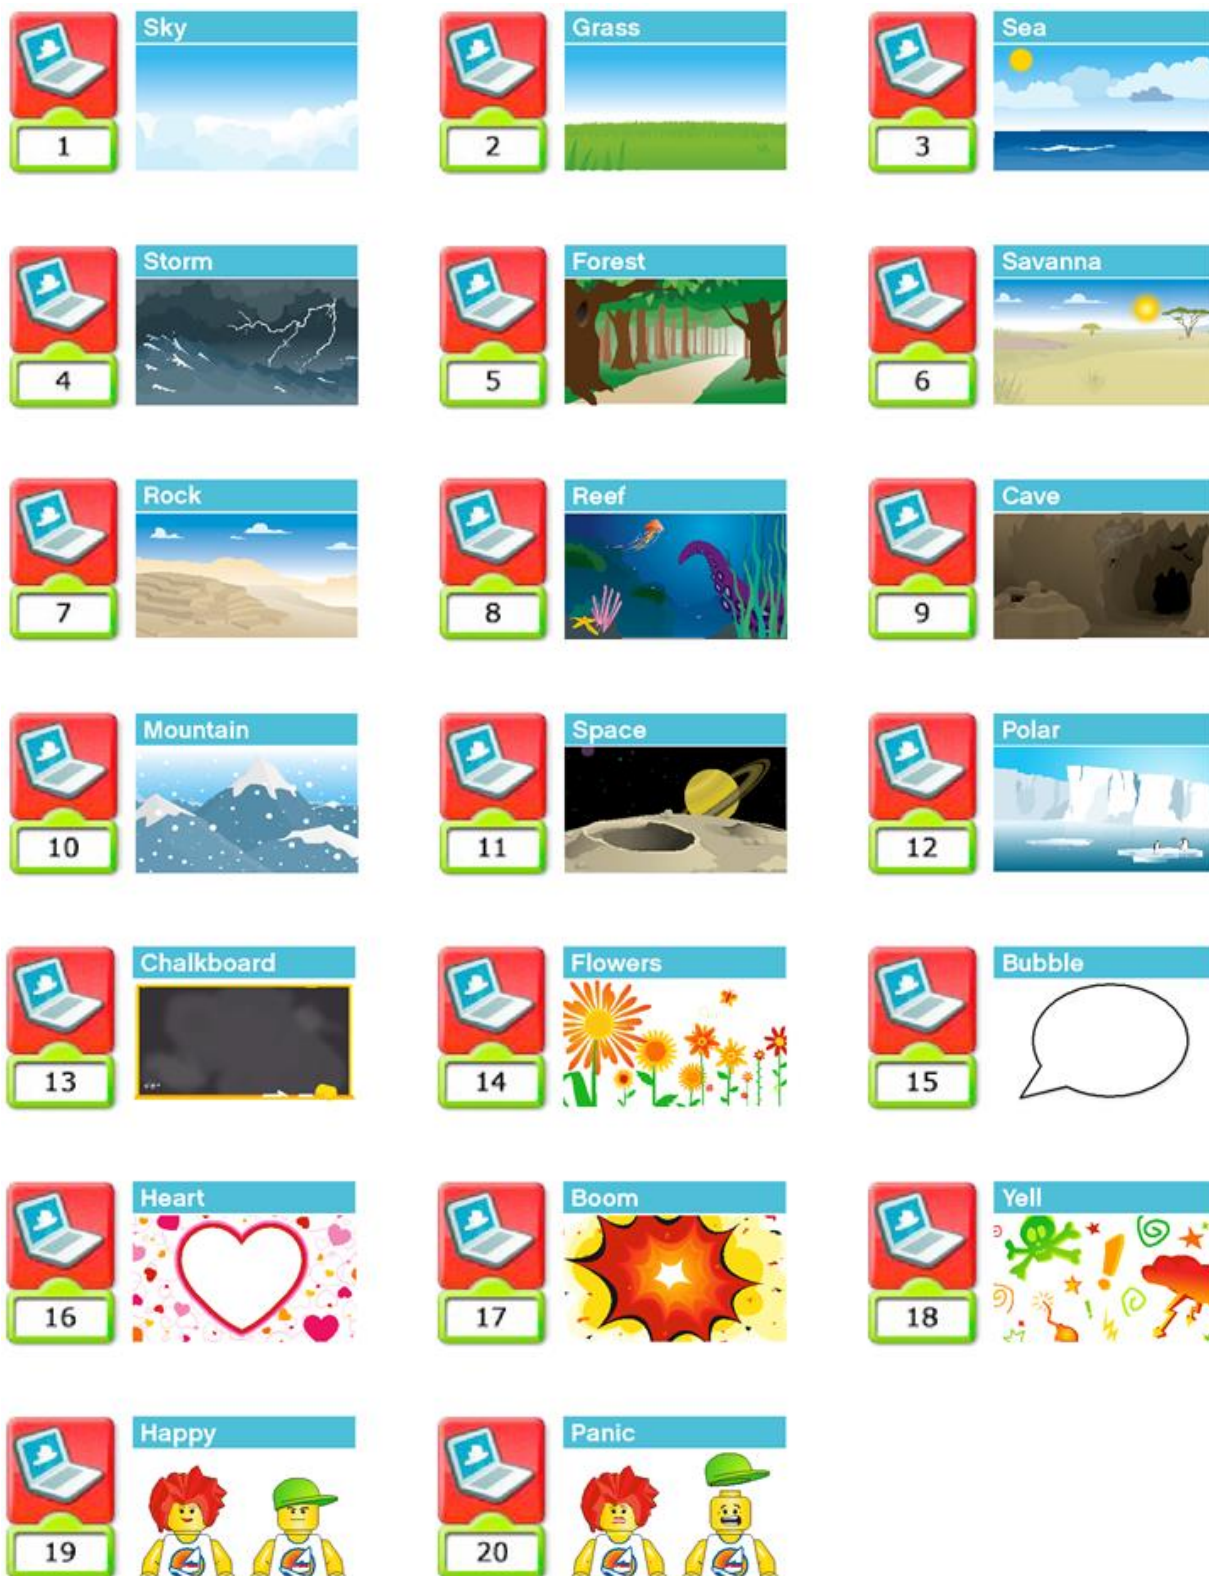 Sky
Grass
Sea
1
2
3
Storm
Forest
Savanna
4
5
6
Rock
Reef
Cave
7
8
9
Mountain
Space
Polar
10
11
12
Chalkboard
Flowers
Bubble
13
14
15
Heart
Boom
Yell
16
17
18
Happy
Panic
19
20